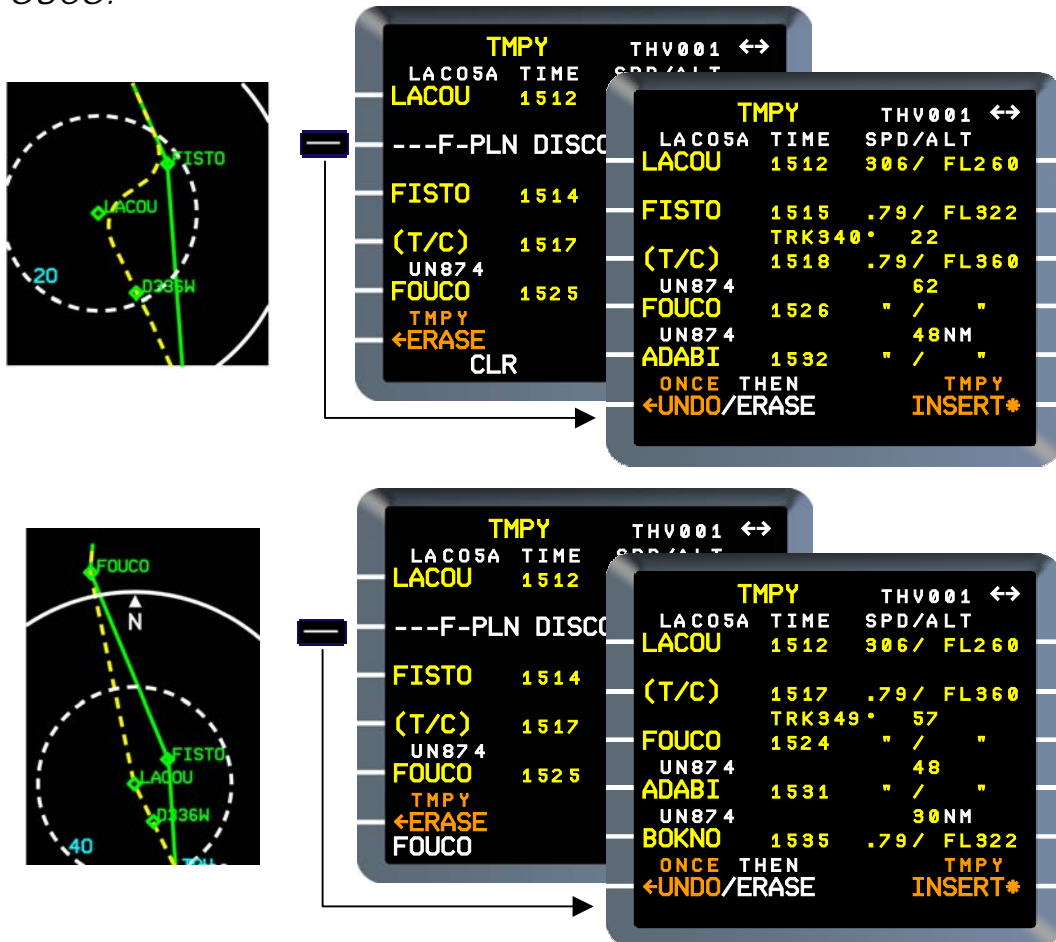 FISTO
LACOU
20
D336W
TMPY THV001 ←→
LACO5A TIME SPD/ALT
LACOU 1512
---F-PLN DISCO
FISTO 1514
(T/C) 1517
UN874
FOUCO 1525
TMPY
←ERASE
CLR
TMPY THV001 ←→
LACO5A TIME SPD/ALT
LACOU 1512 306/ FL260
FISTO 1515 .79/ FL322
TRK340° 22
(T/C) 1518 .79/ FL360
UN874 62
FOUCO 1526 " / "
UN874 48NM
ADABI 1532 " / "
ONCE THEN TMPY
←UNDO/ERASE INSERT*
FOUCO
N
FISTO
LACOU
D336W
40
TMPY THV001 ←→
LACO5A TIME SPD/ALT
LACOU 1512
---F-PLN DISCO
FISTO 1514
(T/C) 1517
UN874
FOUCO 1525
TMPY
←ERASE
FOUCO
TMPY THV001 ←→
LACO5A TIME SPD/ALT
LACOU 1512 306/ FL260
(T/C) 1517 .79/ FL360
TRK349° 57
FOUCO 1524 " / "
UN874 48
ADABI 1531 " / "
UN874 30NM
BOKNO 1535 .79/ FL322
ONCE THEN TMPY
←UNDO/ERASE INSERT*